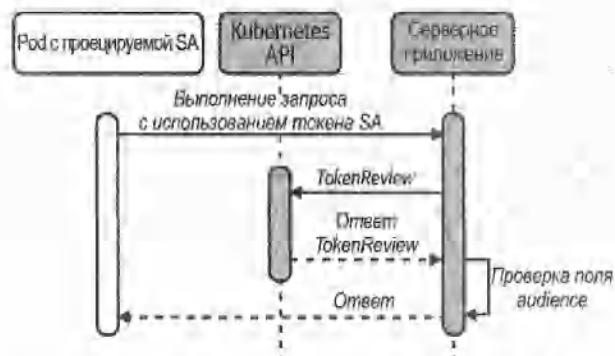 Pod с проецируемой SA
Kubernetes
API
Серверное
приложение
Выполнение запроса
с использованием токена SA
TokenReview
Ответ
TokenReview
Проверка поля
audience
Ответ